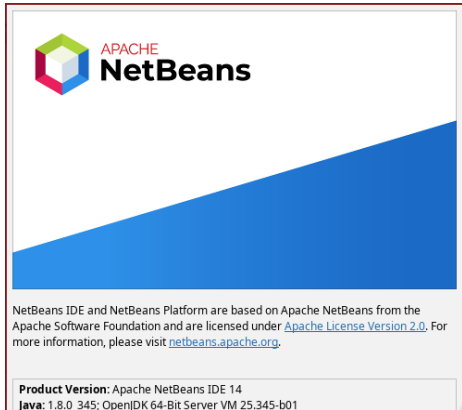 APACHE
NetBeans
NetBeans IDE and NetBeans Platform are based on Apache NetBeans from the
Apache Software Foundation and are licensed under Apache License Version 2.0. For
more information, please visit netbeans.apache.org.
Product Version: Apache NetBeans IDE 14
Java: 1.8.0_345; OpenJDK 64-Bit Server VM 25.345-b01